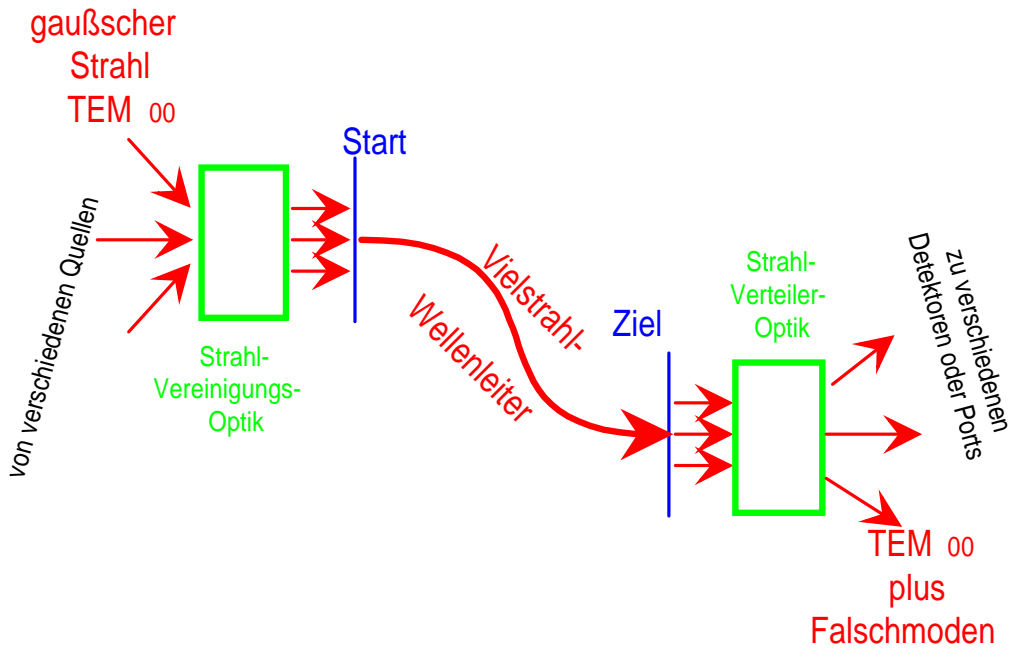 gaußscher
Strahl
TEM 00
von verschiedenen Quellen
Strahl-
Vereinigungs-
Optik
Start
Vielstrahl-
Wellenleiter
Ziel
Strahl-
Verteiler-
Optik
zu verschiedenen
Detektoren oder Ports
TEM 00
plus
Falschmoden